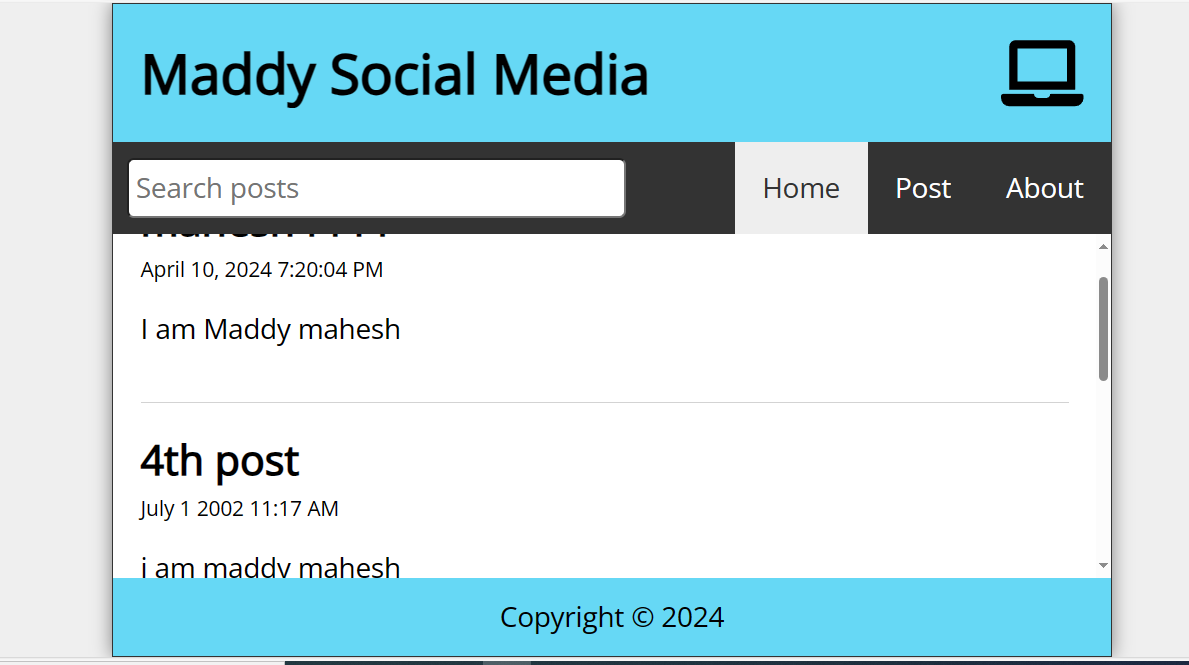 Maddy Social Media
Search posts
Home Post About
April 10, 2024 7:20:04 PM
I am Maddy mahesh
4th post
July 1 2002 11:17 AM
i am maddy mahesh
Copyright © 2024